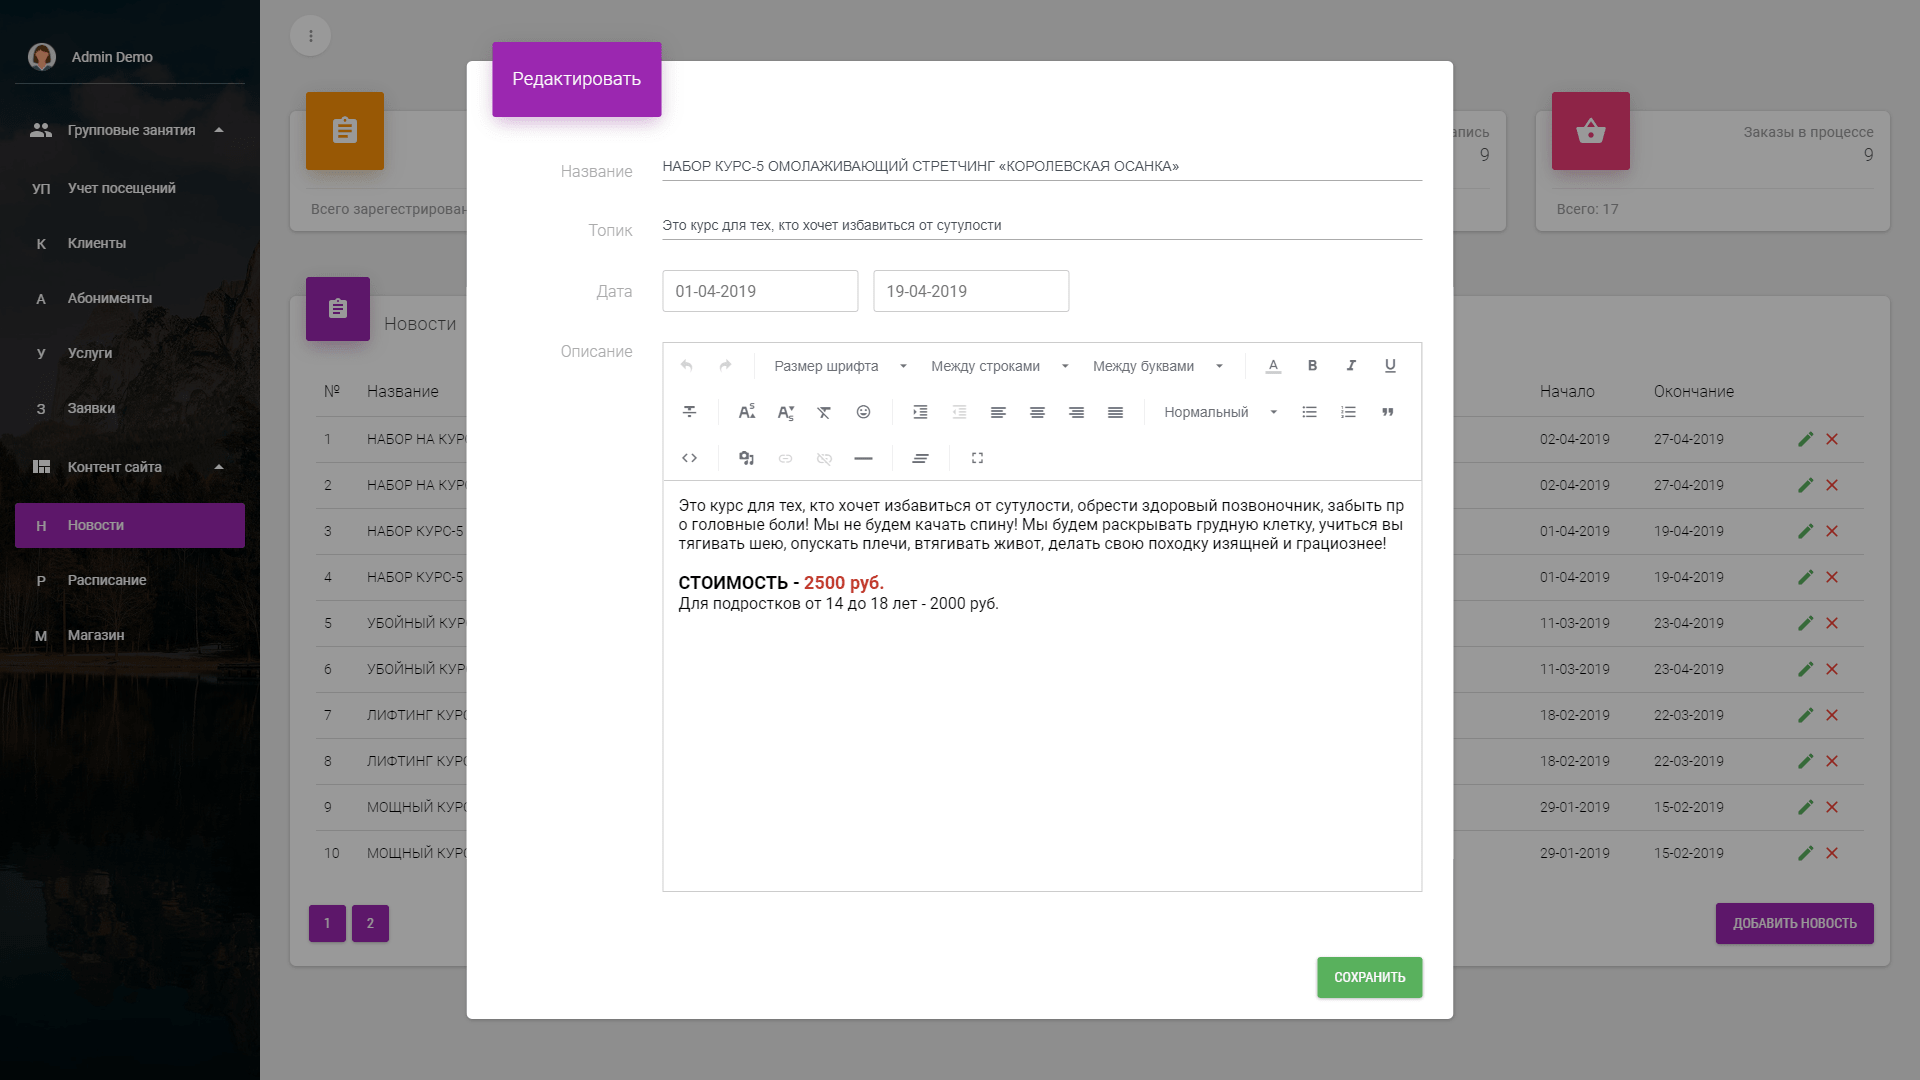 Admin Demo
Групповые занятия
УП Учет посещений
К Клиенты
А Абонименты
У Услуги
З Заявки
Контент сайта
Н Новости
Р Расписание
М Магазин
Всего зарегестрирован
9
Заказы в процессе
9
Всего: 17
Новости
№ Название Начало Окончание
1 НАБОР НА КУР 02-04-2019 27-04-2019
2 НАБОР НА КУР 02-04-2019 27-04-2019
3 НАБОР КУРС-5 01-04-2019 19-04-2019
4 НАБОР КУРС-5 01-04-2019 19-04-2019
5 УБОЙНЫЙ КУР 11-03-2019 23-04-2019
6 УБОЙНЫЙ КУР 11-03-2019 23-04-2019
7 ЛИФТИНГ КУР 18-02-2019 22-03-2019
8 ЛИФТИНГ КУР 18-02-2019 22-03-2019
9 МОЩНЫЙ КУР 29-01-2019 15-02-2019
10 МОЩНЫЙ КУР 29-01-2019 15-02-2019
1 2
ДОБАВИТЬ НОВОСТЬ
Редактировать
Название НАБОР КУРС-5 ОМОЛАЖИВАЮЩИЙ СТРЕТЧИНГ «КОРОЛЕВСКАЯ ОСАНКА»
Топик Это курс для тех, кто хочет избавиться от сутулости
Дата 01-04-2019 19-04-2019
Описание
Размер шрифта Между строками Между буквами
Нормальный
Это курс для тех, кто хочет избавиться от сутулости, обрести здоровый позвоночник, забыть пр
о головные боли! Мы не будем качать спину! Мы будем раскрывать грудную клетку, учиться вы
тягивать шею, опускать плечи, втягивать живот, делать свою походку изящней и грациознее!
СТОИМОСТЬ - 2500 руб.
Для подростков от 14 до 18 лет - 2000 руб.
СОХРАНИТЬ